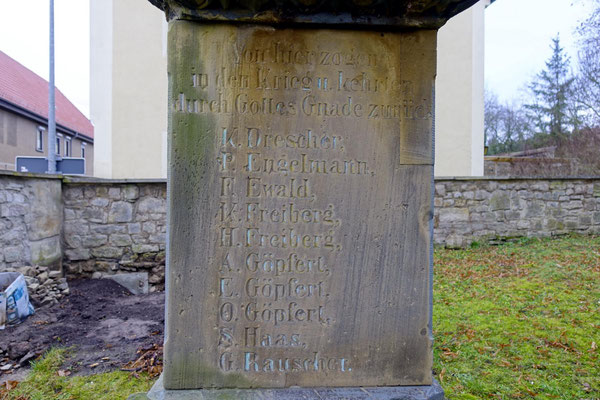 Von hier zogen
in den Krieg u. kehrten
durch Gottes Gnade zurück
K. Drescher,
P. Engelmann,
F. Ewald,
K. Freiberg,
H. Freiberg,
A. Göpfert,
E. Göpfert,
O. Göpfert,
S. Haas,
G. Rauscher.